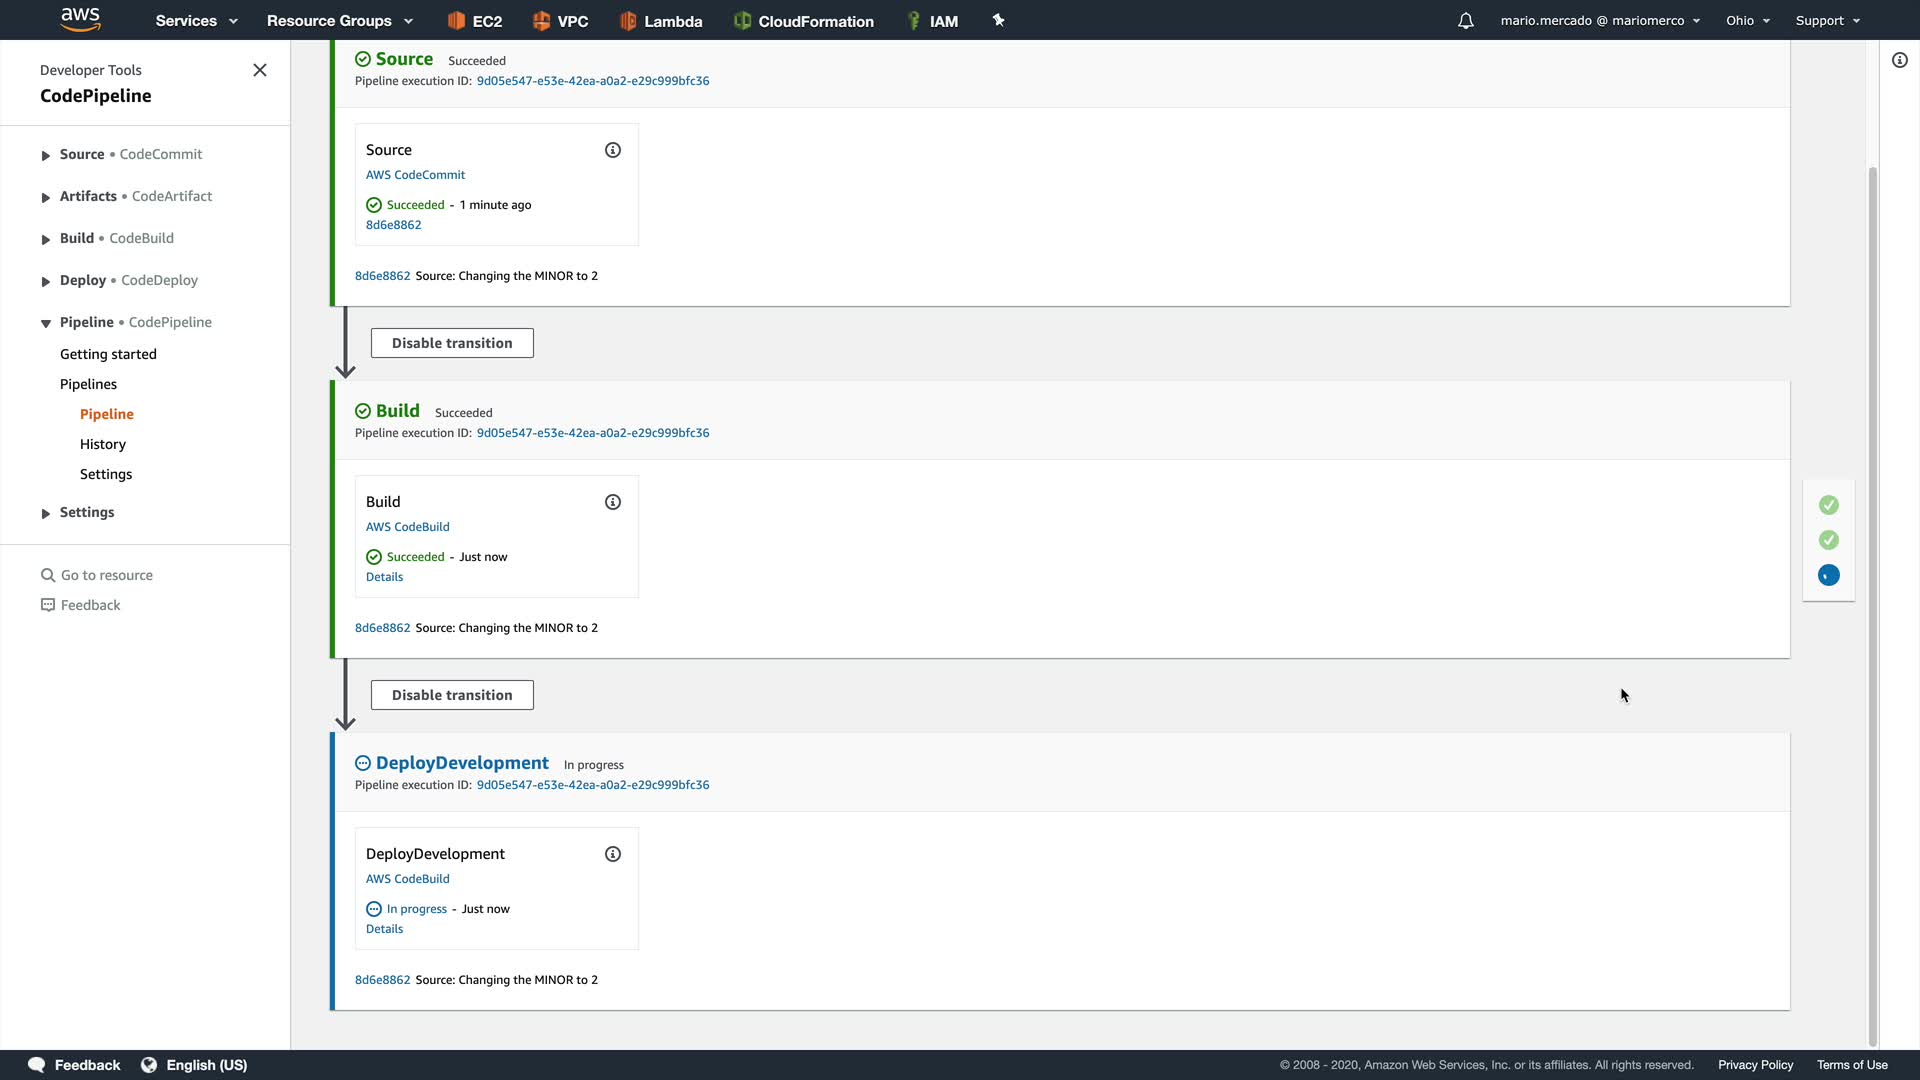 aws Services Resource Groups EC2 VPC Lambda CloudFormation IAM mario.mercado @ mariomerco Ohio Support
Developer Tools
CodePipeline
Source • CodeCommit
Artifacts • CodeArtifact
Build • CodeBuild
Deploy • CodeDeploy
Pipeline • CodePipeline
Getting started
Pipelines
Pipeline
History
Settings
Settings
Go to resource
Feedback
Source Succeeded
Pipeline execution ID: 9d05e547-e53e-42ea-a0a2-e29c999bfc36
Source
AWS CodeCommit
Succeeded - 1 minute ago
8d6e8862
8d6e8862 Source: Changing the MINOR to 2
Disable transition
Build Succeeded
Pipeline execution ID: 9d05e547-e53e-42ea-a0a2-e29c999bfc36
Build
AWS CodeBuild
Succeeded - Just now
Details
8d6e8862 Source: Changing the MINOR to 2
Disable transition
DeployDevelopment In progress
Pipeline execution ID: 9d05e547-e53e-42ea-a0a2-e29c999bfc36
DeployDevelopment
AWS CodeBuild
In progress - Just now
Details
8d6e8862 Source: Changing the MINOR to 2
Feedback English (US) © 2008 - 2020, Amazon Web Services, Inc. or its affiliates. All rights reserved. Privacy Policy Terms of Use